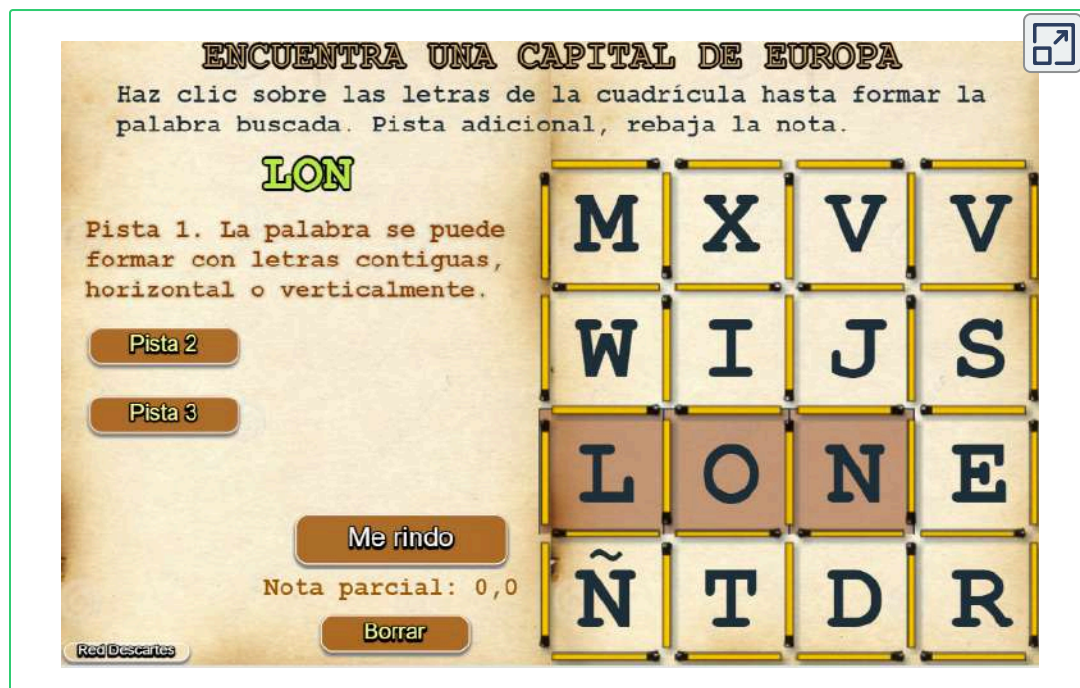 ENCUENTRA UNA CAPITAL DE EUROPA
Haz clic sobre las letras de la cuadrícula hasta formar la
palabra buscada. Pista adicional, rebaja la nota.
LON
Pista 1. La palabra se puede
formar con letras contiguas,
horizontal o verticalmente.
Pista 2
Pista 3
Me rindo
Nota parcial: 0,0
Borrar
Red Descartes
M X V V
W I J S
L O N E
Ñ T D R